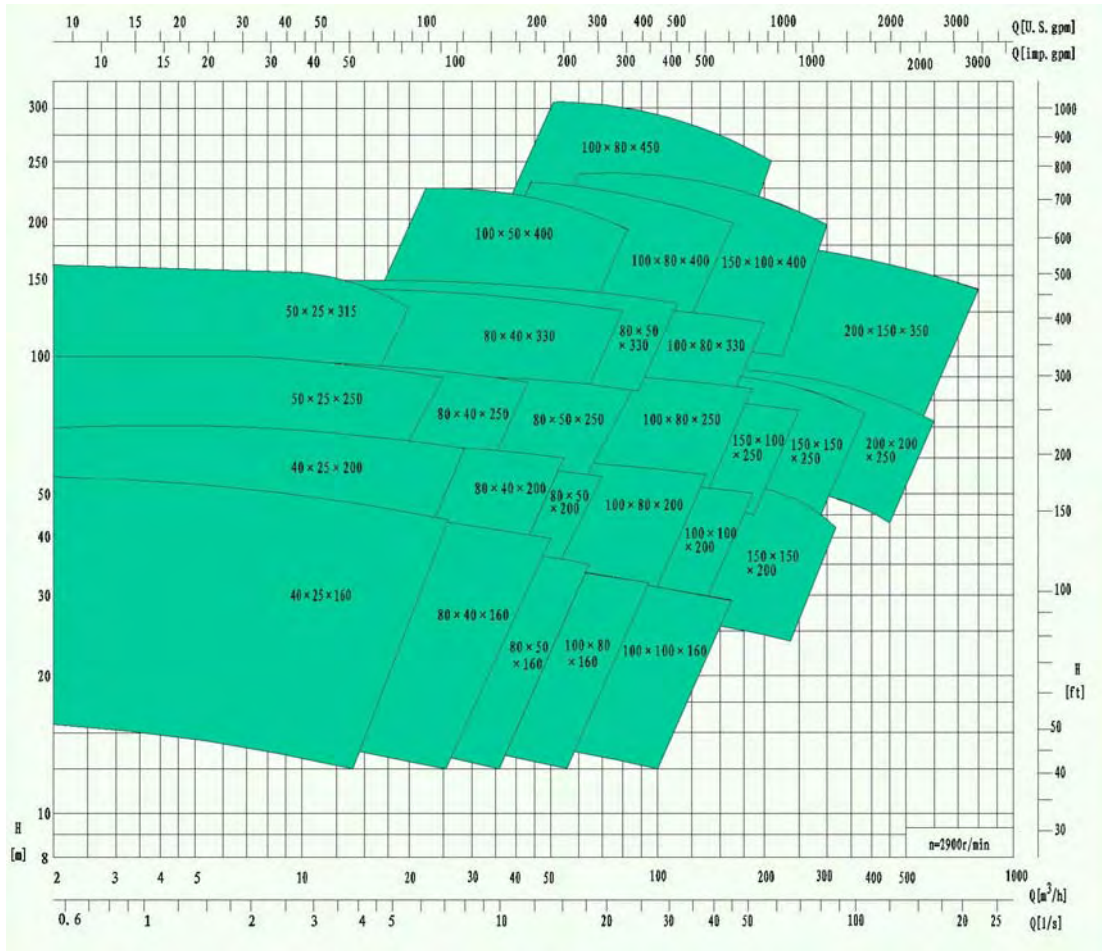 10 15 20 30 40 50 100 200 300 400 500 1000 2000 3000 Q[U.S.gpm]
10 15 20 30 40 50 100 200 300 400 500 1000 2000 3000 Q[imp.gpm]
300 1000
900
100×80×450
250 800
700
200
100×50×400 600
100×80×400 150×100×400
150 500
50×25×315
400
80×40×330 80×50 100×80×330 200×150×350
×330
100
300
50×25×250
80×40×250 80×50×250 100×80×250
150×100 150×150 200×200
×250 ×250 ×250
200
40×25×200
80×40×200 80×50 100×80×200
×200
50
150
40
100×100 150×150
×200 ×200
30 100
40×25×160
80×40×160
80×50 100×80 100×100×160
×160 ×160
20
H
[ft]
50
40
10
30
H
[m] 8
n=2900r/min
2 3 4 5 10 20 30 40 50 100 200 300 400 500 1000
Q[m³/h]
0.6 1 2 3 4 5 10 20 30 40 50 100 20 25 Q[l/s]